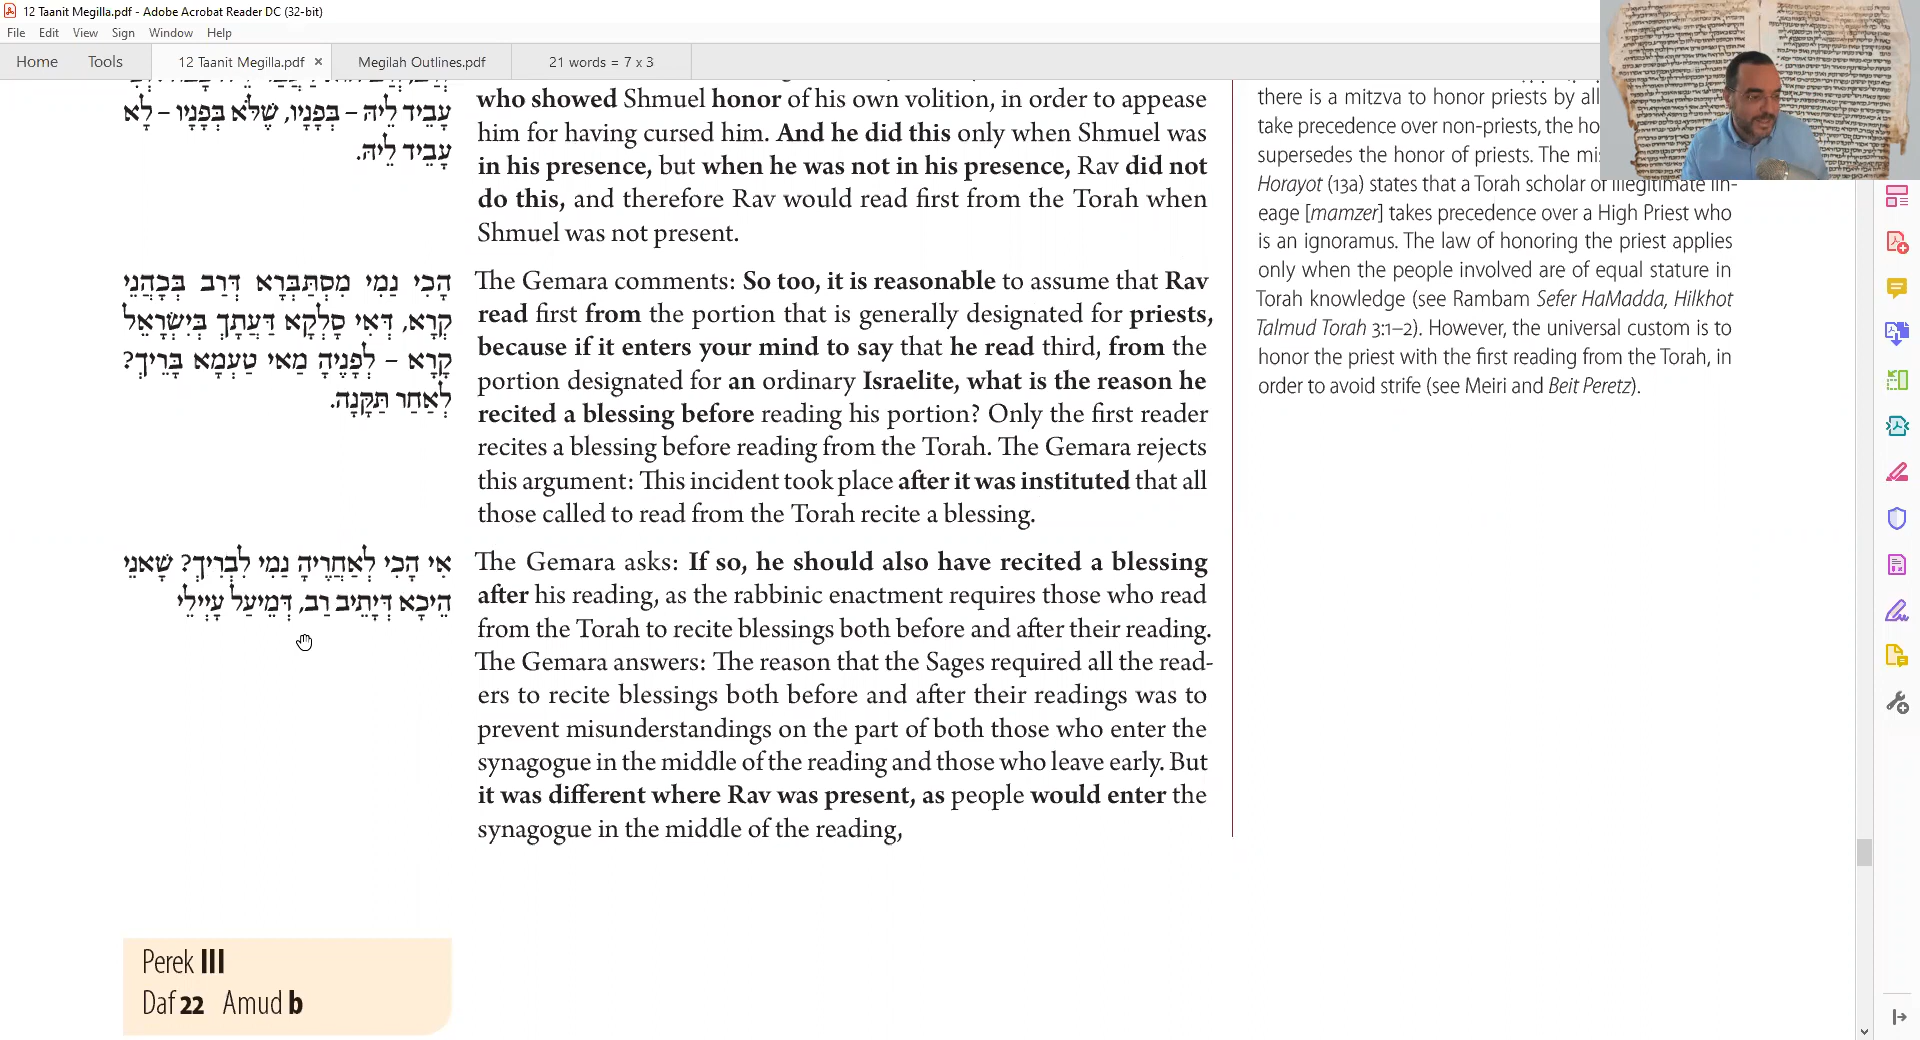 12 Taanit Megilla.pdf - Adobe Acrobat Reader DC (32-bit)
File Edit View Sign Window Help
Home Tools 12 Taanit Megilla.pdf × Megilah Outlines.pdf 21 words = 7 x 3
עָבֵיד לֵיהּ – בְּפָנָיו, שֶׁלֹּא בְּפָנָיו – לָא
עָבֵיד לֵיהּ.
הָכִי נַמִי מִסְתַּבְּרָא דְּרַב בְּכָהֲנֵי
קְרָא, דְּאִי סָלְקָא דַּעְתָּךְ בְּיִשְׂרָאֵל
קָרָא – לְפָנֶיהָ מַאי טַעְמָא בָּרֵיךְ?
לְאַחַר תַּקָּנָה.
אִי הָכִי לְאַחֲרֶיהָ נַמִי לִבְרִיךְ? שָׁאנֵי
הֵיכָא דְּיָתֵיב רַב, דְּמֵיעַל עָיְילֵי
who showed Shmuel honor of his own volition, in order to appease
him for having cursed him. And he did this only when Shmuel was
in his presence, but when he was not in his presence, Rav did not
do this, and therefore Rav would read first from the Torah when
Shmuel was not present.
The Gemara comments: So too, it is reasonable to assume that Rav
read first from the portion that is generally designated for priests,
because if it enters your mind to say that he read third, from the
portion designated for an ordinary Israelite, what is the reason he
recited a blessing before reading his portion? Only the first reader
recites a blessing before reading from the Torah. The Gemara rejects
this argument: This incident took place after it was instituted that all
those called to read from the Torah recite a blessing.
The Gemara asks: If so, he should also have recited a blessing
after his reading, as the rabbinic enactment requires those who read
from the Torah to recite blessings both before and after their reading.
The Gemara answers: The reason that the Sages required all the read-
ers to recite blessings both before and after their readings was to
prevent misunderstandings on the part of both those who enter the
synagogue in the middle of the reading and those who leave early. But
it was different where Rav was present, as people would enter the
synagogue in the middle of the reading,
there is a mitzva to honor priests by all
take precedence over non-priests, the
supersedes the honor of priests. The
Horayot (13a) states that a Torah scholar of illegitimate lin-
eage [mamzer] takes precedence over a High Priest who
is an ignoramus. The law of honoring the priest applies
only when the people involved are of equal stature in
Torah knowledge (see Rambam Sefer HaMadda, Hilkhot
Talmud Torah 3:1–2). However, the universal custom is to
honor the priest with the first reading from the Torah, in
order to avoid strife (see Meiri and Beit Peretz).
Perek III
Daf 22 Amud b